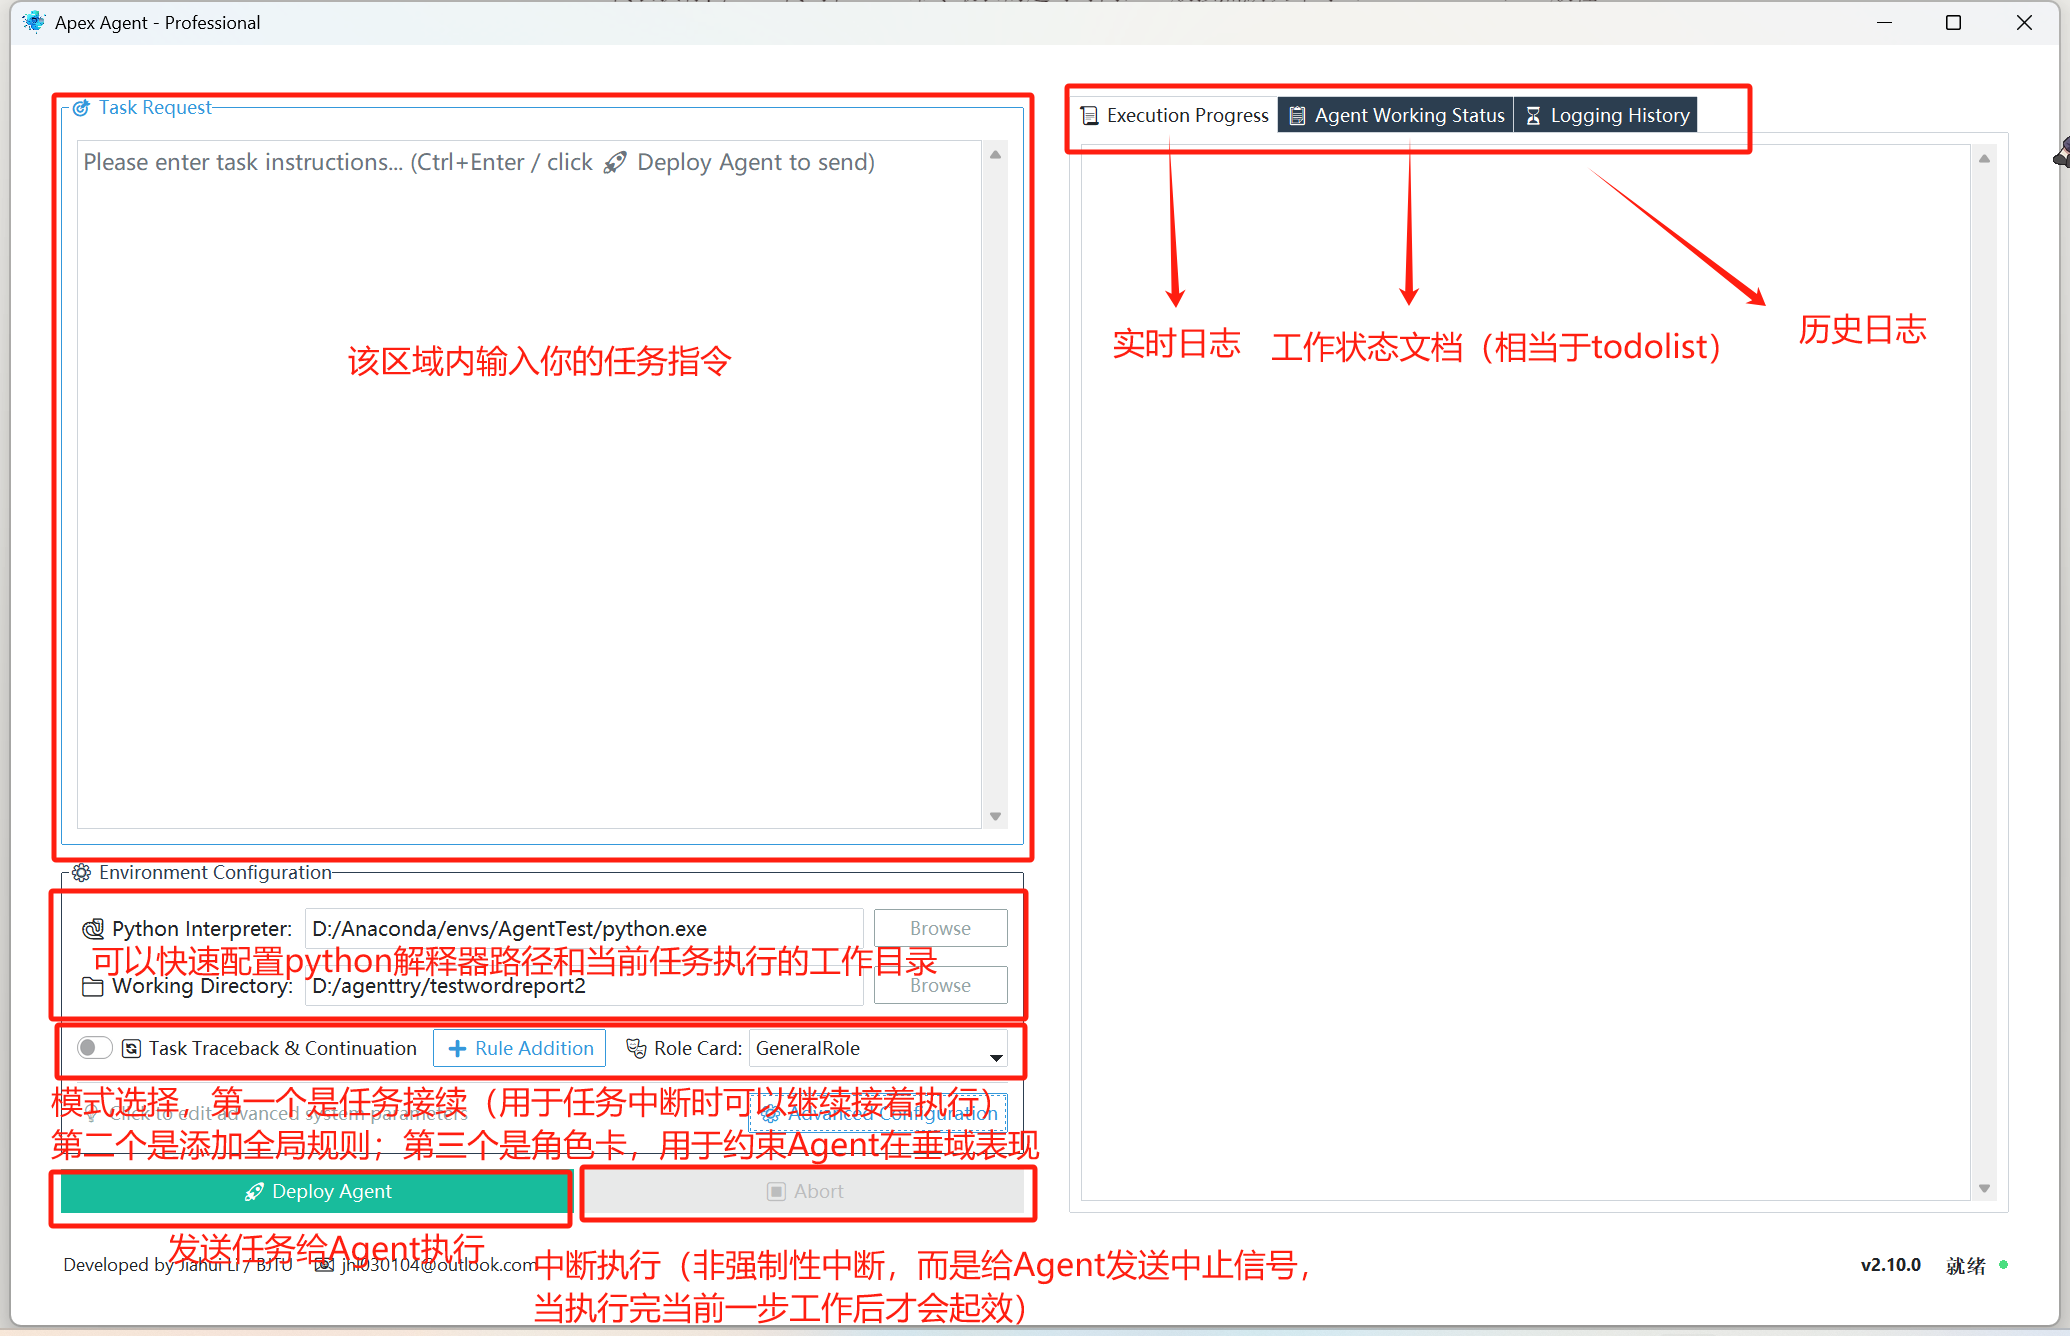 Apex Agent - Professional
Task Request
Please enter task instructions... (Ctrl+Enter / click 🚀 Deploy Agent to send)
该区域内输入你的任务指令
Execution Progress
Agent Working Status
Logging History
实时日志
工作状态文档（相当于todolist）
历史日志
Environment Configuration
Python Interpreter:
D:/Anaconda/envs/AgentTest/python.exe
Browse
可以快速配置python解释器路径和当前任务执行的工作目录
Working Directory:
D:/agenttry/testwordreport2
Browse
Task Traceback & Continuation
Rule Addition
Role Card:
GeneralRole
模式选择，第一个是任务接续（用于任务中断时可以继续接着执行）
Click to edit advanced system parameters
Advanced Configuration
第二个是添加全局规则；第三个是角色卡，用于约束Agent在垂域表现
Deploy Agent
Abort
发送任务给Agent执行
Developed by Jiahui Li / BJTU
jhl030104@outlook.com
中断执行（非强制性中断，而是给Agent发送中止信号，
当执行完当前一步工作后才会起效）
v2.10.0
就绪